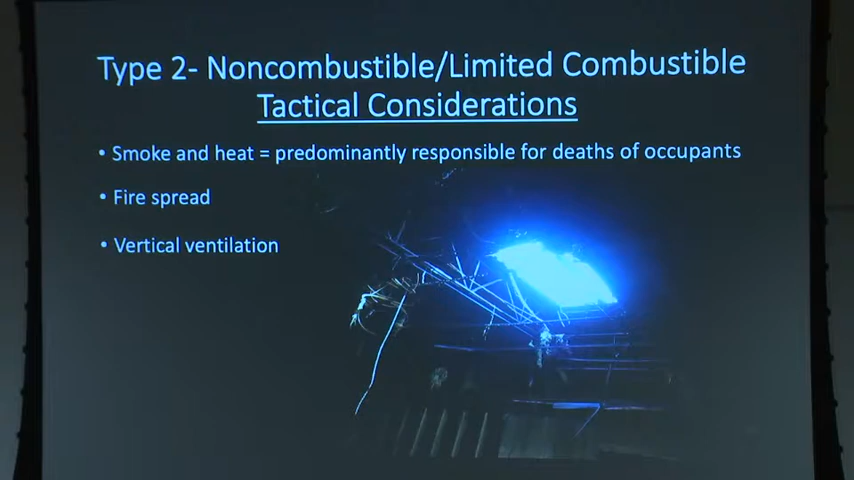 Type 2- Noncombustible/Limited Combustible
Tactical Considerations
• Smoke and heat = predominantly responsible for deaths of occupants
• Fire spread
• Vertical ventilation